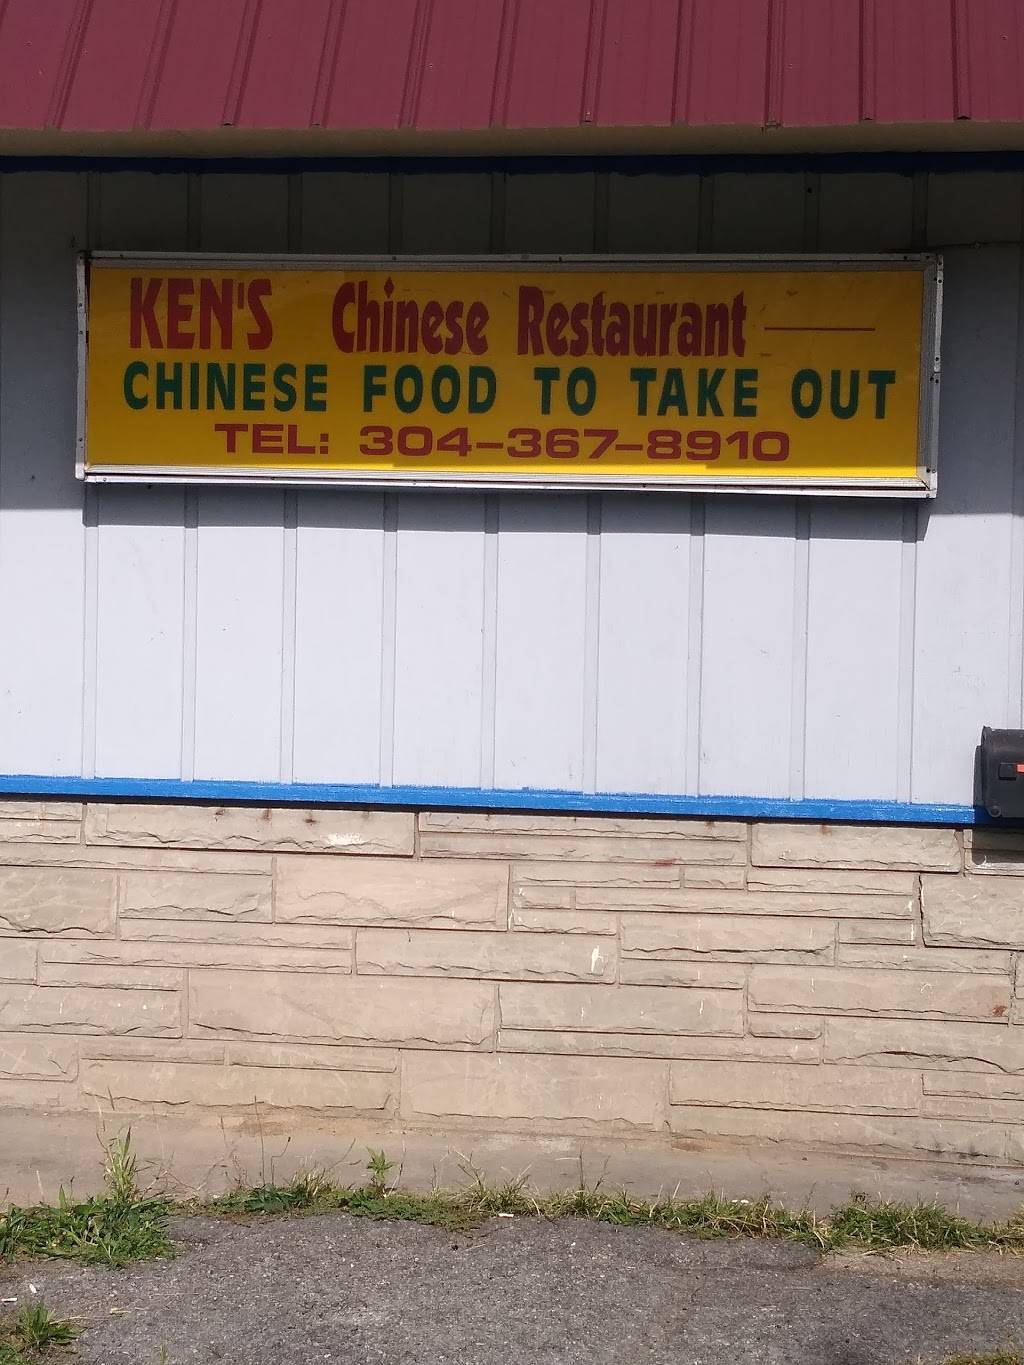 KEN'S Chinese Restaurant
CHINESE FOOD TO TAKE OUT
TEL: 304-367-8910